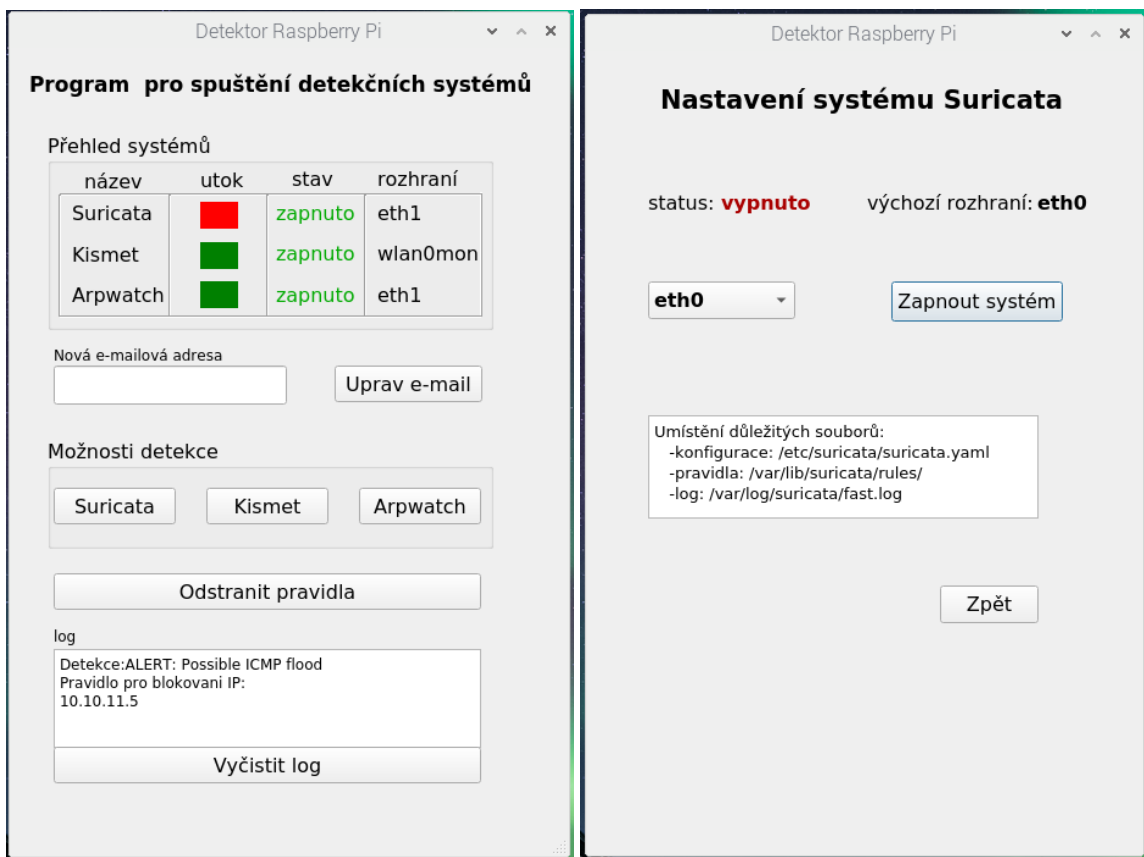 Detektor Raspberry Pi
Program pro spuštění detekčních systémů
Přehled systémů
název utok stav rozhraní
Suricata zapnuto eth1
Kismet zapnuto wlan0mon
Arpwatch zapnuto eth1
Nová e-mailová adresa
Uprav e-mail
Možnosti detekce
Suricata Kismet Arpwatch
Odstranit pravidla
log
Detekce:ALERT: Possible ICMP flood
Pravidlo pro blokovani IP:
10.10.11.5
Vyčistit log
Detektor Raspberry Pi
Nastavení systému Suricata
status: vypnuto výchozí rozhraní: eth0
eth0 Zapnout systém
Umístění důležitých souborů:
-konfigurace: /etc/suricata/suricata.yaml
-pravidla: /var/lib/suricata/rules/
-log: /var/log/suricata/fast.log
Zpět